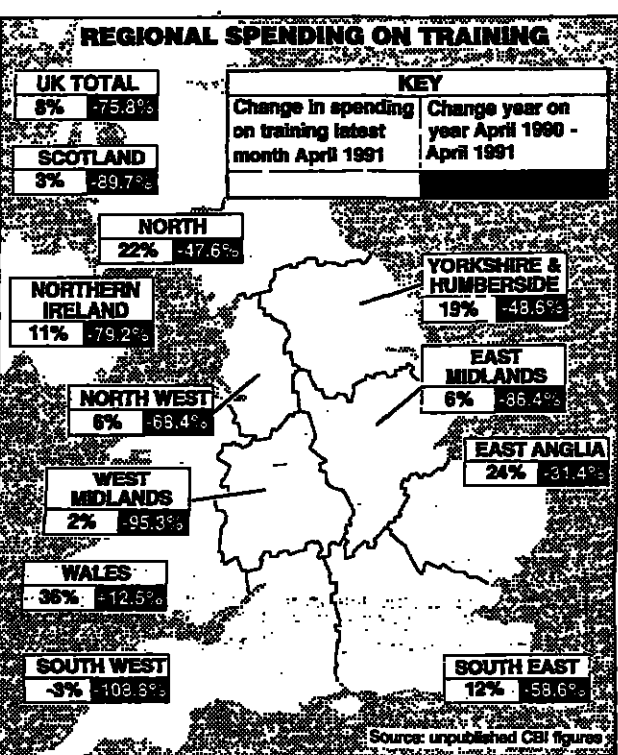 REGIONAL SPENDING ON TRAINING
UK TOTAL
8% -75.8%
KEY
Change in spending
on training latest
month April 1991
Change year on
year April 1990 -
April 1991
SCOTLAND
3% -89.7%
NORTH
22% -47.6%
YORKSHIRE &
HUMBERSIDE
19% -48.6%
NORTHERN
IRELAND
11% -79.2%
EAST
MIDLANDS
6% -86.4%
NORTH WEST
6%
EAST ANGLIA
24% -31.4%
WEST
MIDLANDS
2% -95.3%
WALES
36% -12.5%
SOUTH WEST
-3%
SOUTH EAST
12% -58.6%
Source: unpublished CBI figures